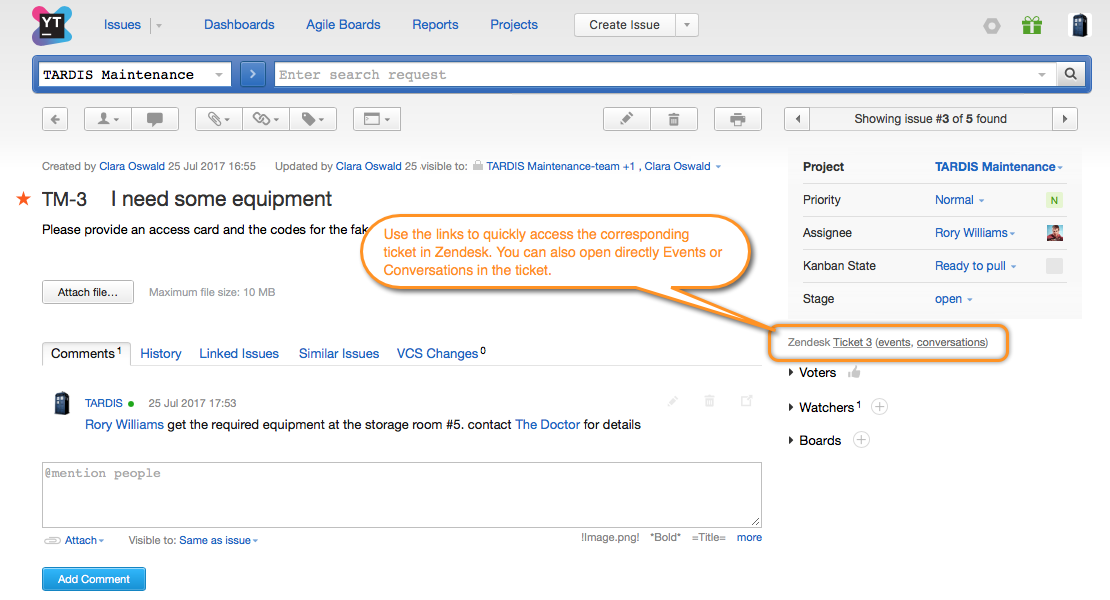 YT
Issues Dashboards Agile Boards Reports Projects Create Issue
TARDIS Maintenance Enter search request
Showing issue #3 of 5 found
Created by Clara Oswald 25 Jul 2017 16:55 Updated by Clara Oswald 25 visible to: TARDIS Maintenance-team +1 , Clara Oswald
TM-3 I need some equipment
Please provide an access card and the codes for the fak
Use the links to quickly access the corresponding
ticket in Zendesk. You can also open directly Events or
Conversations in the ticket.
Attach file... Maximum file size: 10 MB
Project TARDIS Maintenance
Priority Normal N
Assignee Rory Williams
Kanban State Ready to pull
Stage open
Zendesk Ticket 3 (events, conversations)
Voters
Watchers 1
Boards
Comments 1 History Linked Issues Similar Issues VCS Changes 0
TARDIS 25 Jul 2017 17:53
Rory Williams get the required equipment at the storage room #5. contact The Doctor for details
@mention people
Attach Visible to: Same as issue !Image.png! *Bold* =Title= more
Add Comment